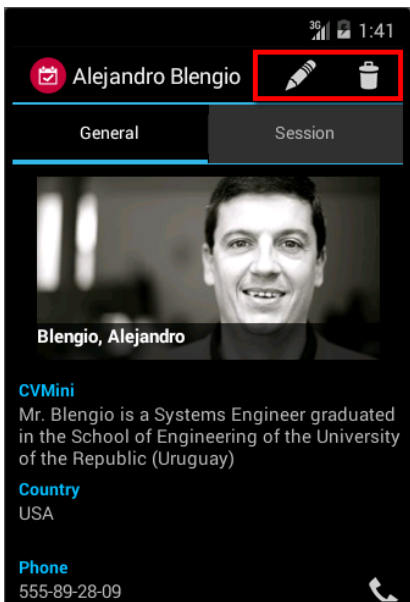 3G 1:41
Alejandro Blengio
General Session
Blengio, Alejandro
CVMini
Mr. Blengio is a Systems Engineer graduated
in the School of Engineering of the University
of the Republic (Uruguay)
Country
USA
Phone
555-89-28-09